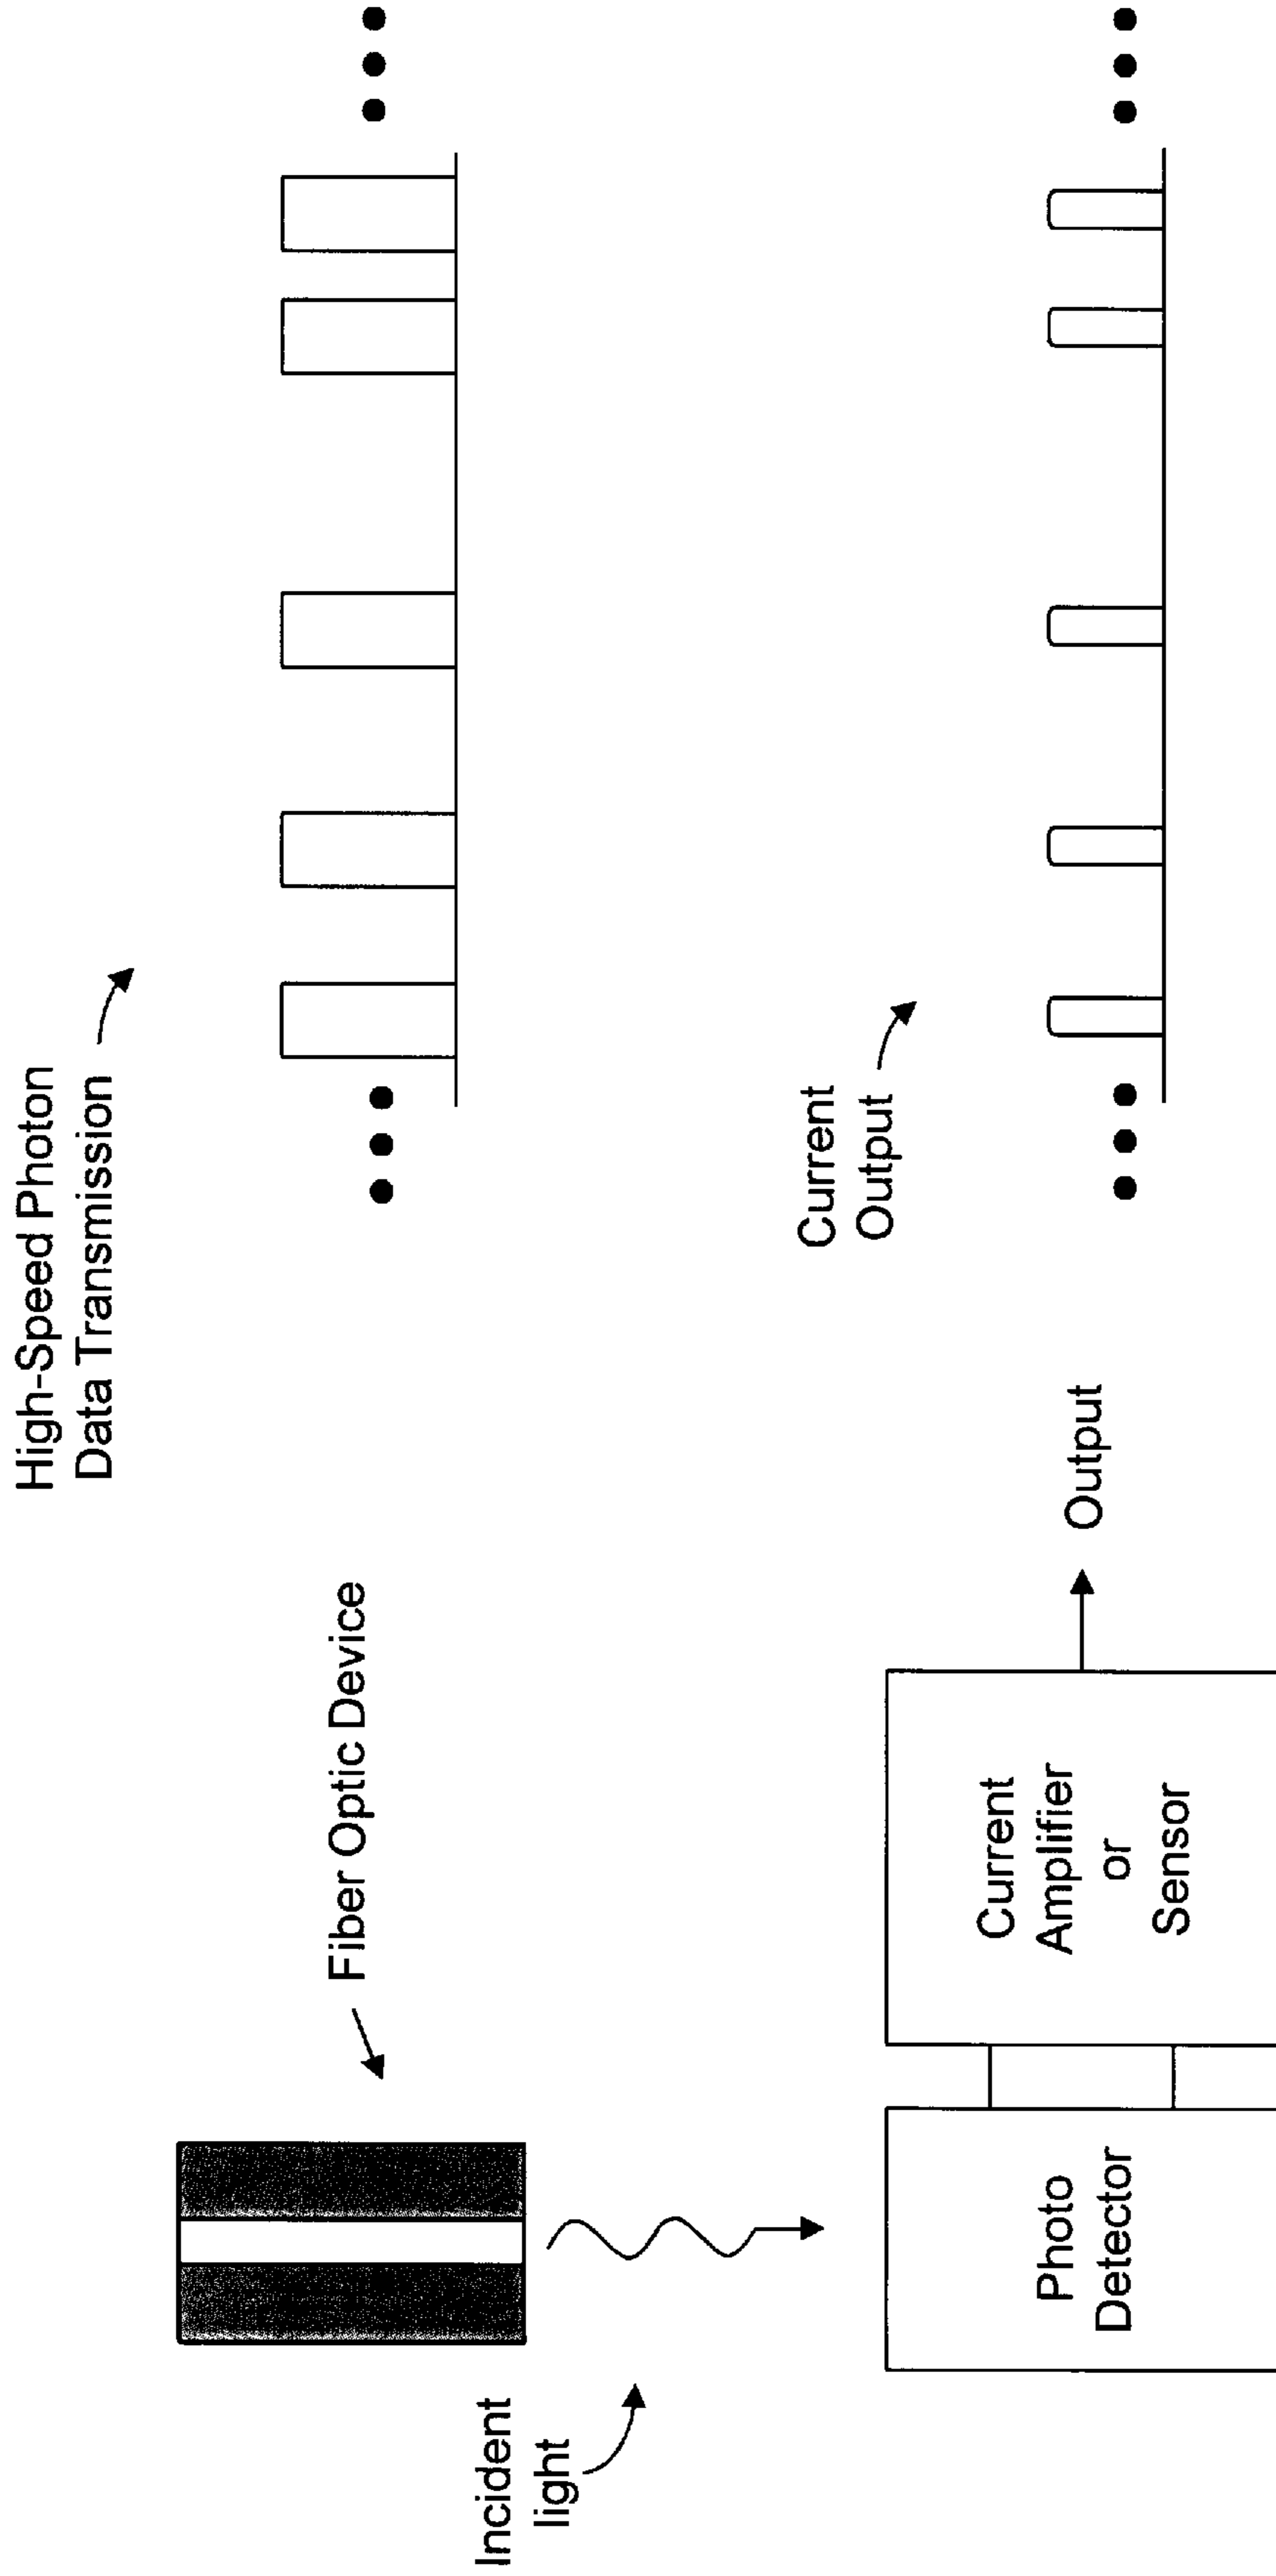 High-Speed Photon
Data Transmission
Fiber Optic Device
Incident
light
Current
Output
Output
Photo
Detector
Current
Amplifier
or
Sensor